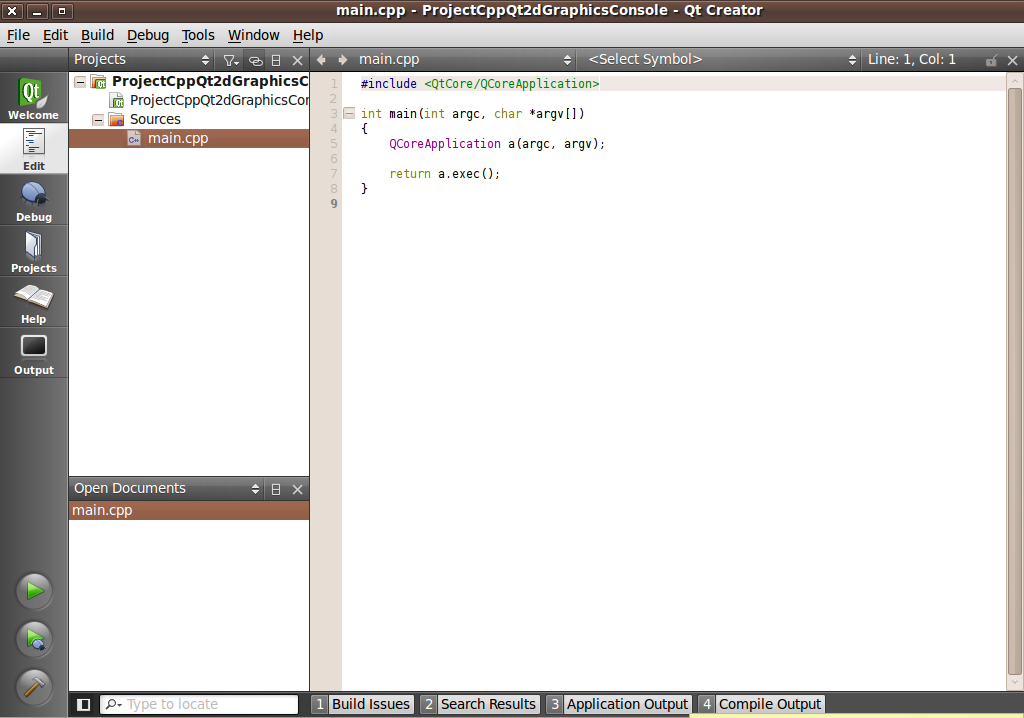 main.cpp - ProjectCppQt2dGraphicsConsole - Qt Creator
File Edit Build Debug Tools Window Help
Projects
main.cpp
<Select Symbol>
Line: 1, Col: 1
Qt
Welcome
Edit
Debug
Projects
Help
Output
ProjectCppQt2dGraphicsC
ProjectCppQt2dGraphicsCor
Sources
main.cpp
1 #include <QtCore/QCoreApplication>
2
3 int main(int argc, char *argv[])
4 {
5     QCoreApplication a(argc, argv);
6
7     return a.exec();
8 }
9
Open Documents
main.cpp
Type to locate
1 Build Issues
2 Search Results
3 Application Output
4 Compile Output